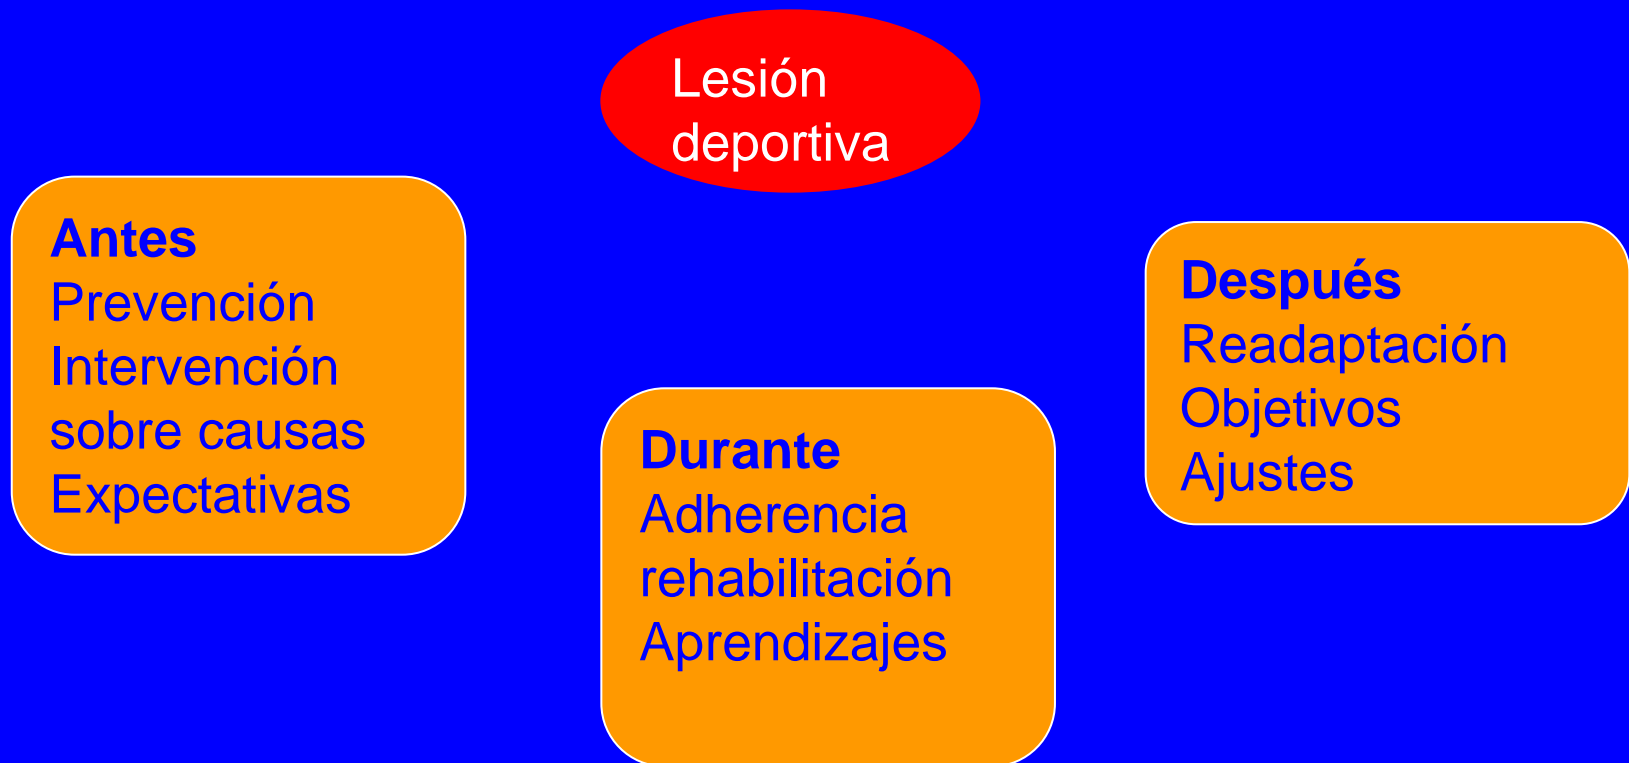 Lesión
deportiva
Antes
Prevención
Intervención
sobre causas
Expectativas
Durante
Adherencia
rehabilitación
Aprendizajes
Después
Readaptación
Objetivos
Ajustes